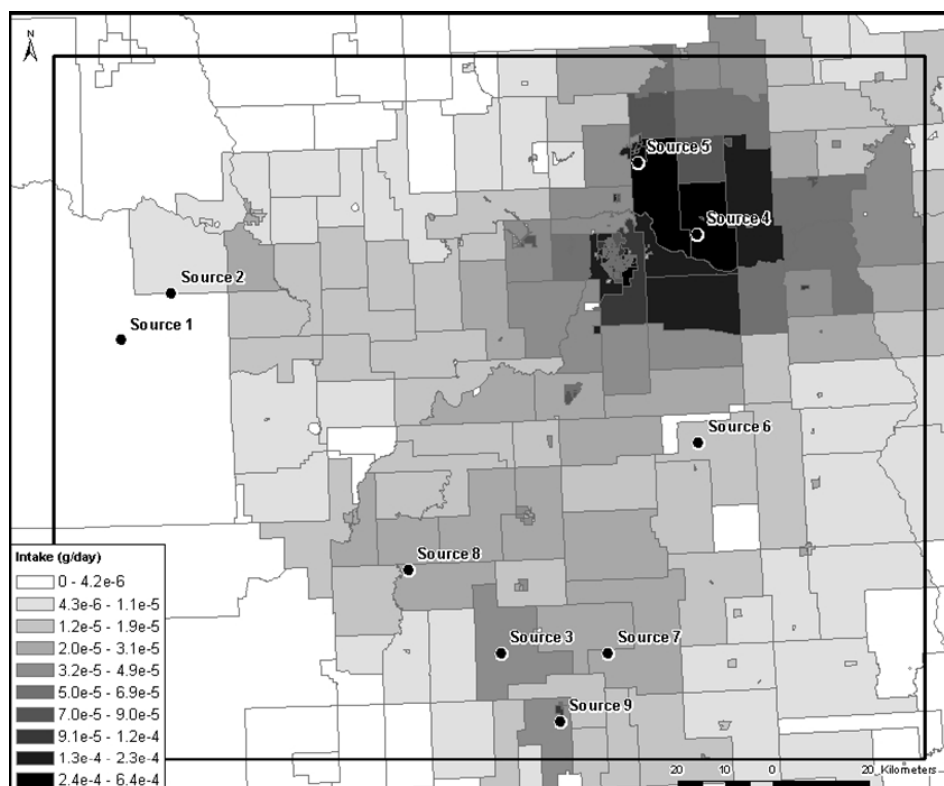 N
Source 5
Source 4
Source 2
Source 1
Source 6
Source 8
Source 3
Source 7
Source 9
Intake (g/day)
0 - 4.2e-6
4.3e-6 - 1.1e-5
1.2e-5 - 1.9e-5
2.0e-5 - 3.1e-5
3.2e-5 - 4.9e-5
5.0e-5 - 6.9e-5
7.0e-5 - 9.0e-5
9.1e-5 - 1.2e-4
1.3e-4 - 2.3e-4
2.4e-4 - 6.4e-4
20 10 0 20 Kilometers